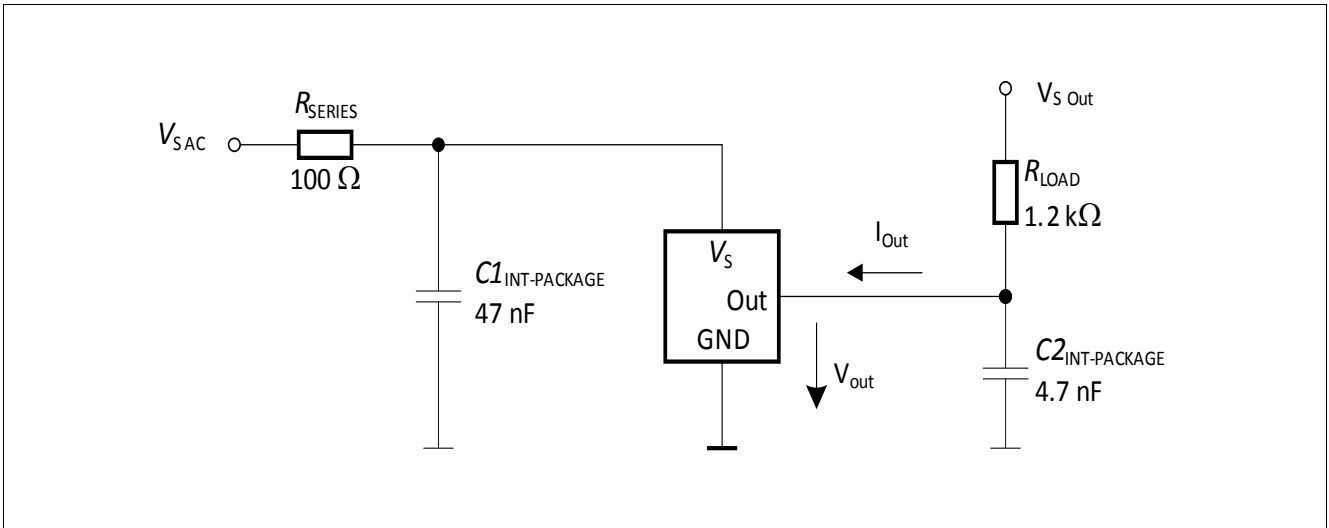 V_S AC
R_SERIES
100 Ω
C1_INT-PACKAGE
47 nF
V_S
Out
GND
I_Out
V_out
V_S Out
R_LOAD
1.2 kΩ
C2_INT-PACKAGE
4.7 nF